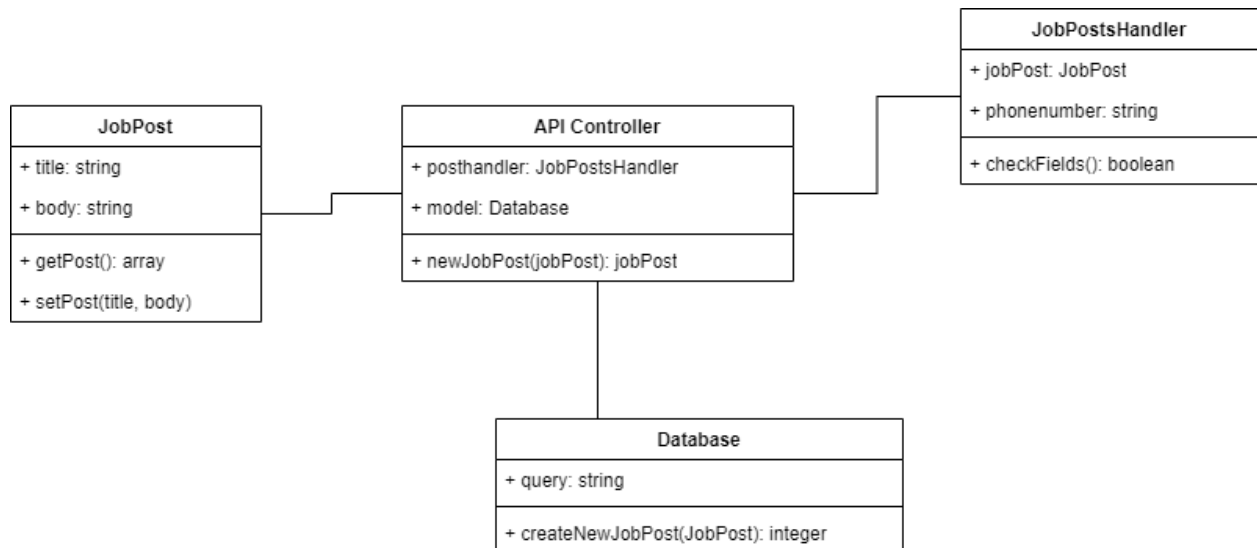 JobPostsHandler
+ jobPost: JobPost
+ phonenumber: string
+ checkFields(): boolean
JobPost
+ title: string
+ body: string
+ getPost(): array
+ setPost(title, body)
API Controller
+ posthandler: JobPostsHandler
+ model: Database
+ newJobPost(jobPost): jobPost
Database
+ query: string
+ createNewJobPost(JobPost): integer